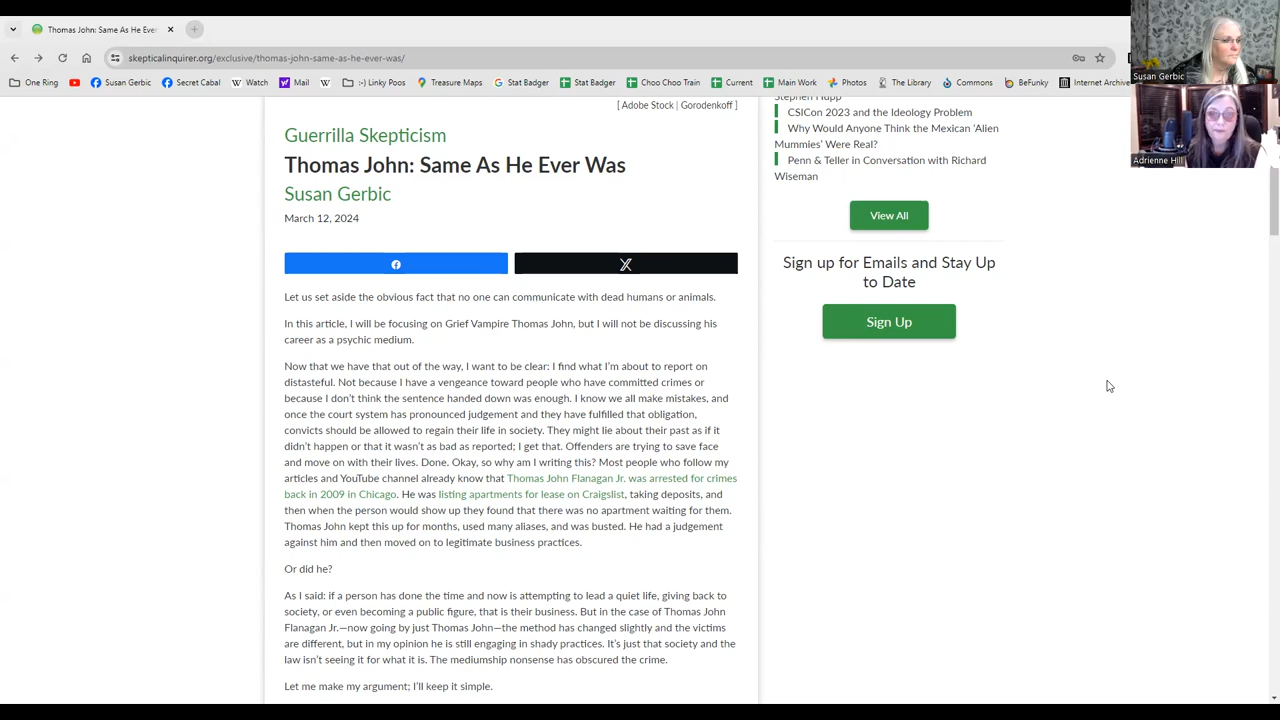 Thomas John: Same As He Ever
skepticalinquirer.org/exclusive/thomas-john-same-as-he-ever-was/
One Ring
Susan Gerbic
Secret Cabal
Watch
Mail
:-) Linky Poos
Treasure Maps
Stat Badger
Stat Badger
Choo Choo Train
Current
Main Work
Photos
The Library
Commons
BeFunky
Internet Archive
Susan Gerbic
Adrienne Hill
[ Adobe Stock | Gorodenkoff ]
Guerrilla Skepticism
Thomas John: Same As He Ever Was
Susan Gerbic
March 12, 2024
Let us set aside the obvious fact that no one can communicate with dead humans or animals.
In this article, I will be focusing on Grief Vampire Thomas John, but I will not be discussing his
career as a psychic medium.
Now that we have that out of the way, I want to be clear: I find what I'm about to report on
distasteful. Not because I have a vengeance toward people who have committed crimes or
because I don't think the sentence handed down was enough. I know we all make mistakes, and
once the court system has pronounced judgement and they have fulfilled that obligation,
convicts should be allowed to regain their life in society. They might lie about their past as if it
didn't happen or that it wasn't as bad as reported; I get that. Offenders are trying to save face
and move on with their lives. Done. Okay, so why am I writing this? Most people who follow my
articles and YouTube channel already know that Thomas John Flanagan Jr. was arrested for crimes
back in 2009 in Chicago. He was listing apartments for lease on Craigslist, taking deposits, and
then when the person would show up they found that there was no apartment waiting for them.
Thomas John kept this up for months, used many aliases, and was busted. He had a judgement
against him and then moved on to legitimate business practices.
Or did he?
As I said: if a person has done the time and now is attempting to lead a quiet life, giving back to
society, or even becoming a public figure, that is their business. But in the case of Thomas John
Flanagan Jr.—now going by just Thomas John—the method has changed slightly and the victims
are different, but in my opinion he is still engaging in shady practices. It's just that society and the
law isn't seeing it for what it is. The mediumship nonsense has obscured the crime.
Let me make my argument; I'll keep it simple.
Stephen Hupp
CSICon 2023 and the Ideology Problem
Why Would Anyone Think the Mexican 'Alien
Mummies' Were Real?
Penn & Teller in Conversation with Richard
Wiseman
View All
Sign up for Emails and Stay Up
to Date
Sign Up